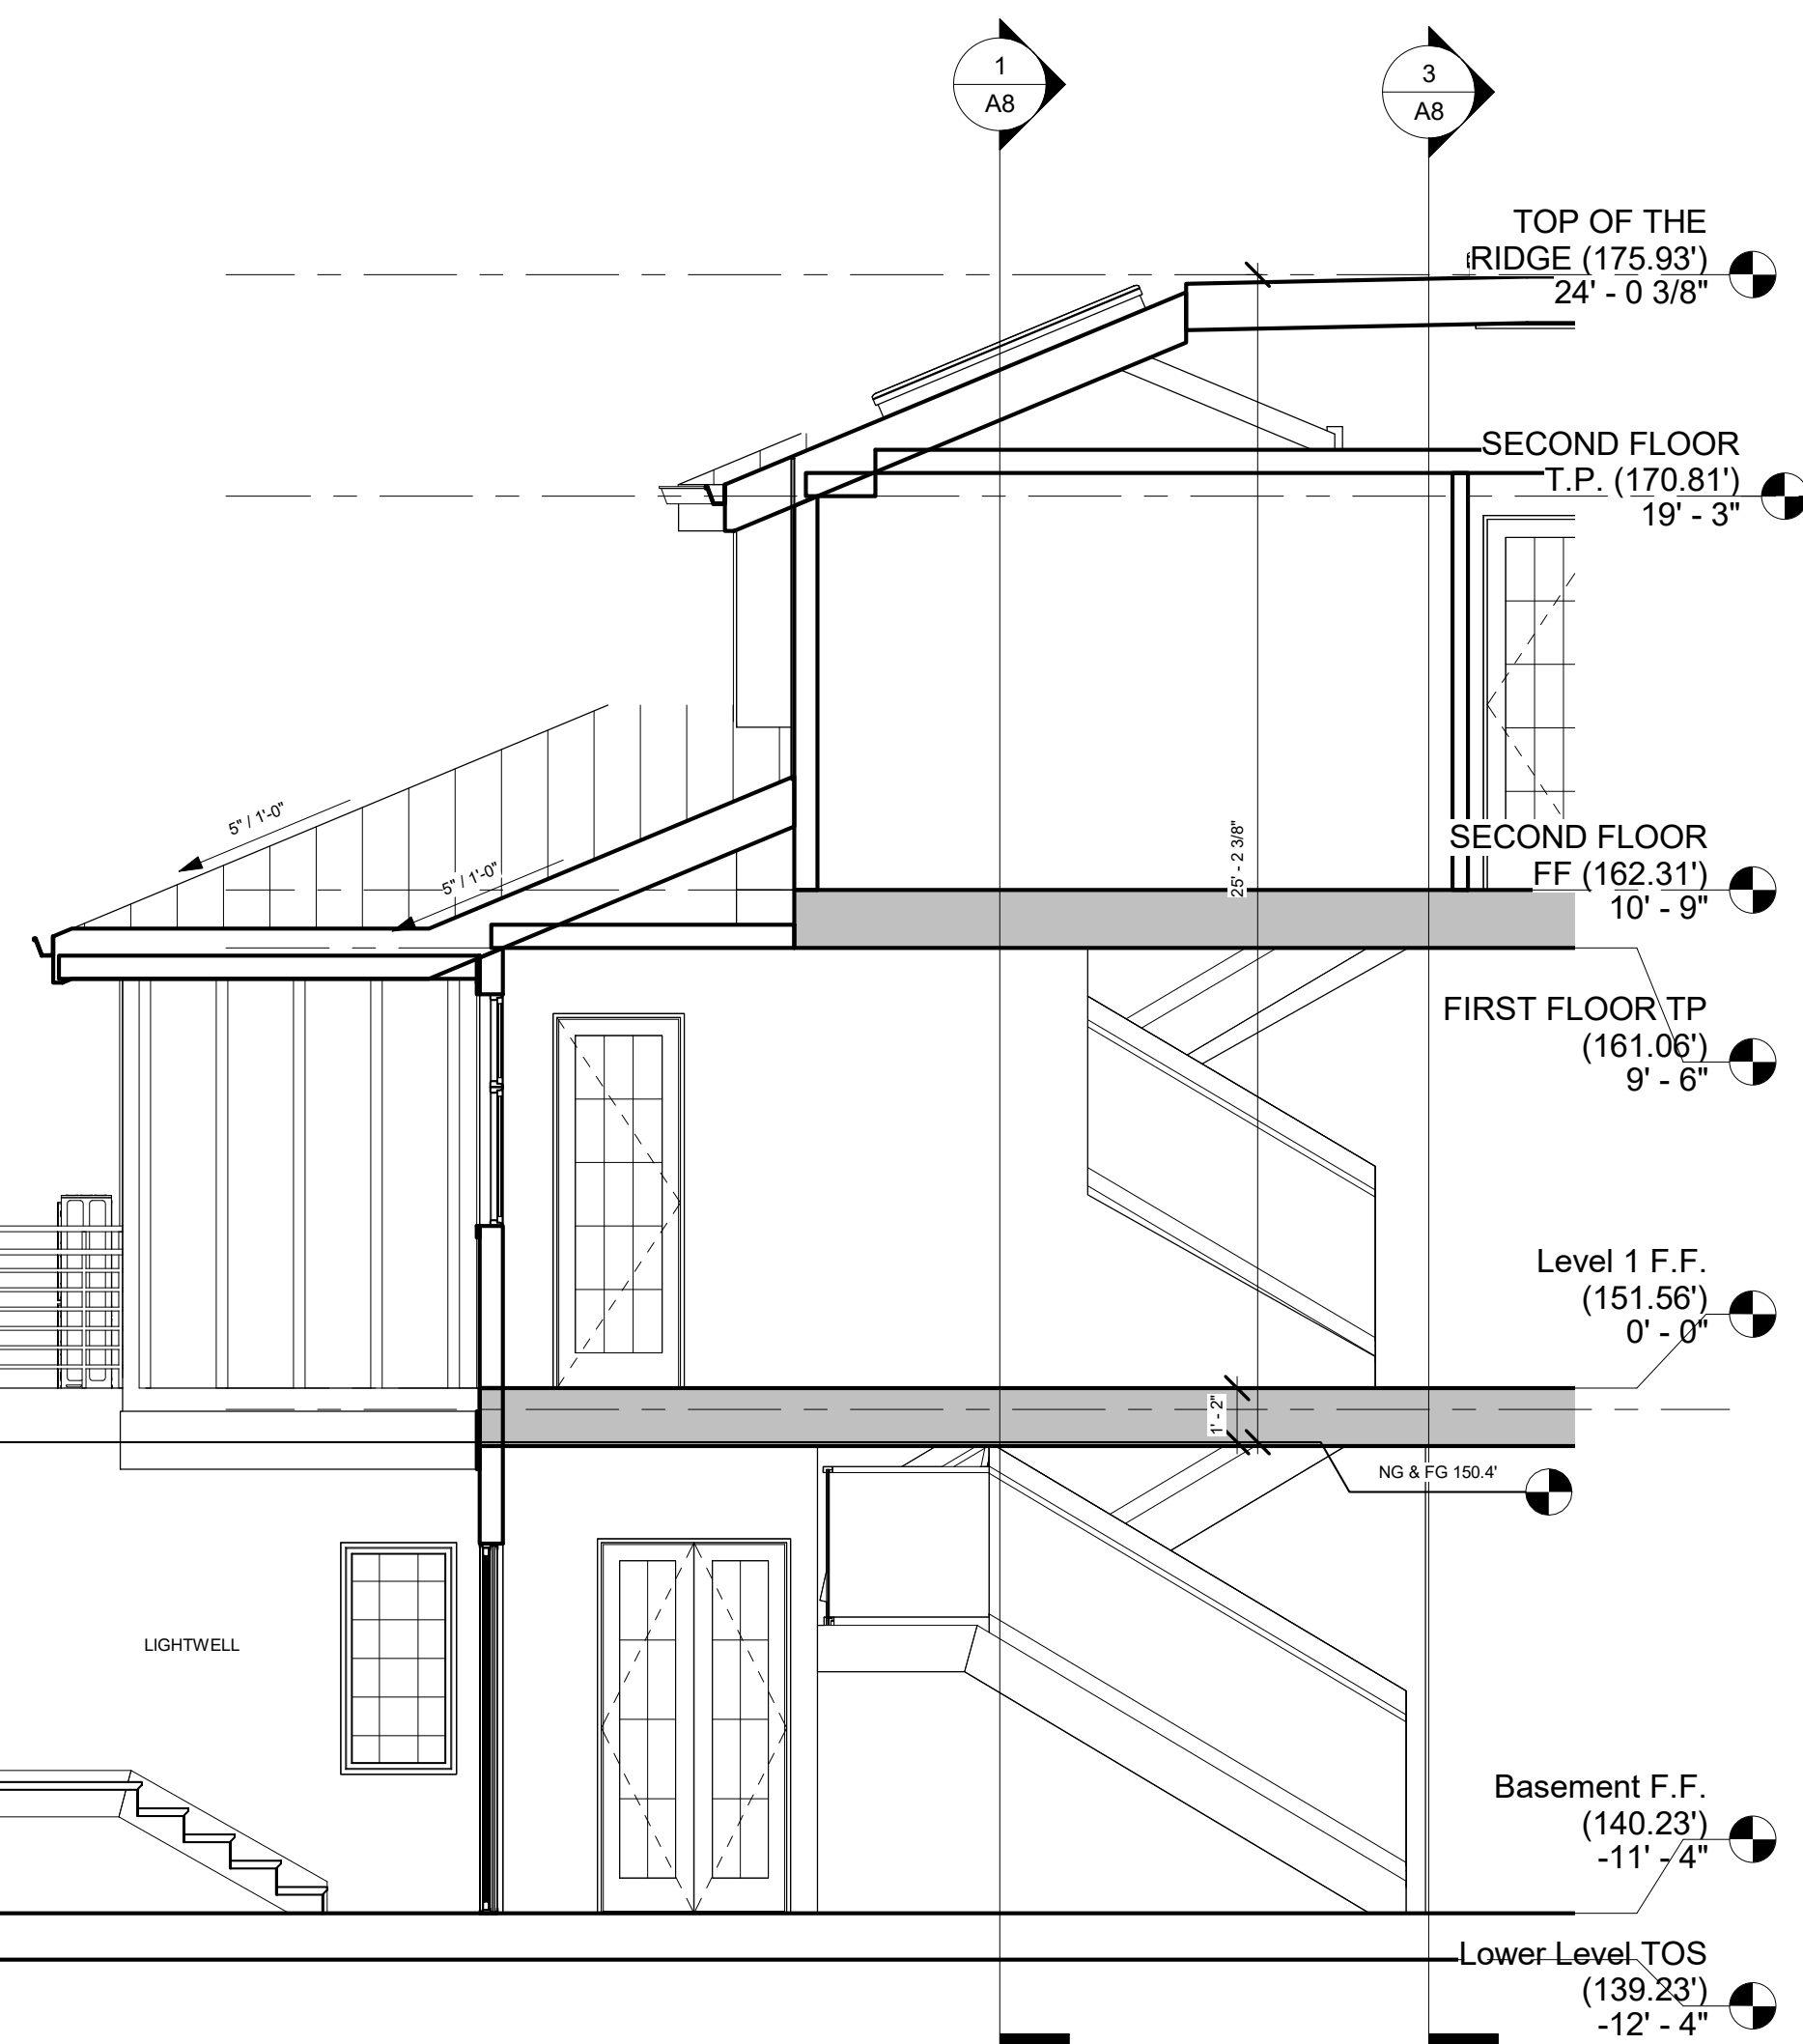 1
A8
3
A8
TOP OF THE
RIDGE (175.93')
24' - 0 3/8"
SECOND FLOOR
T.P. (170.81')
19' - 3"
5" / 1'-0"
5" / 1'-0"
25' - 2 3/8"
SECOND FLOOR
FF (162.31')
10' - 9"
FIRST FLOOR TP
(161.06')
9' - 6"
Level 1 F.F.
(151.56')
0' - 0"
1' - 2"
NG & FG 150.4'
LIGHTWELL
Basement F.F.
(140.23')
-11' - 4"
Lower Level TOS
(139.23')
-12' - 4"